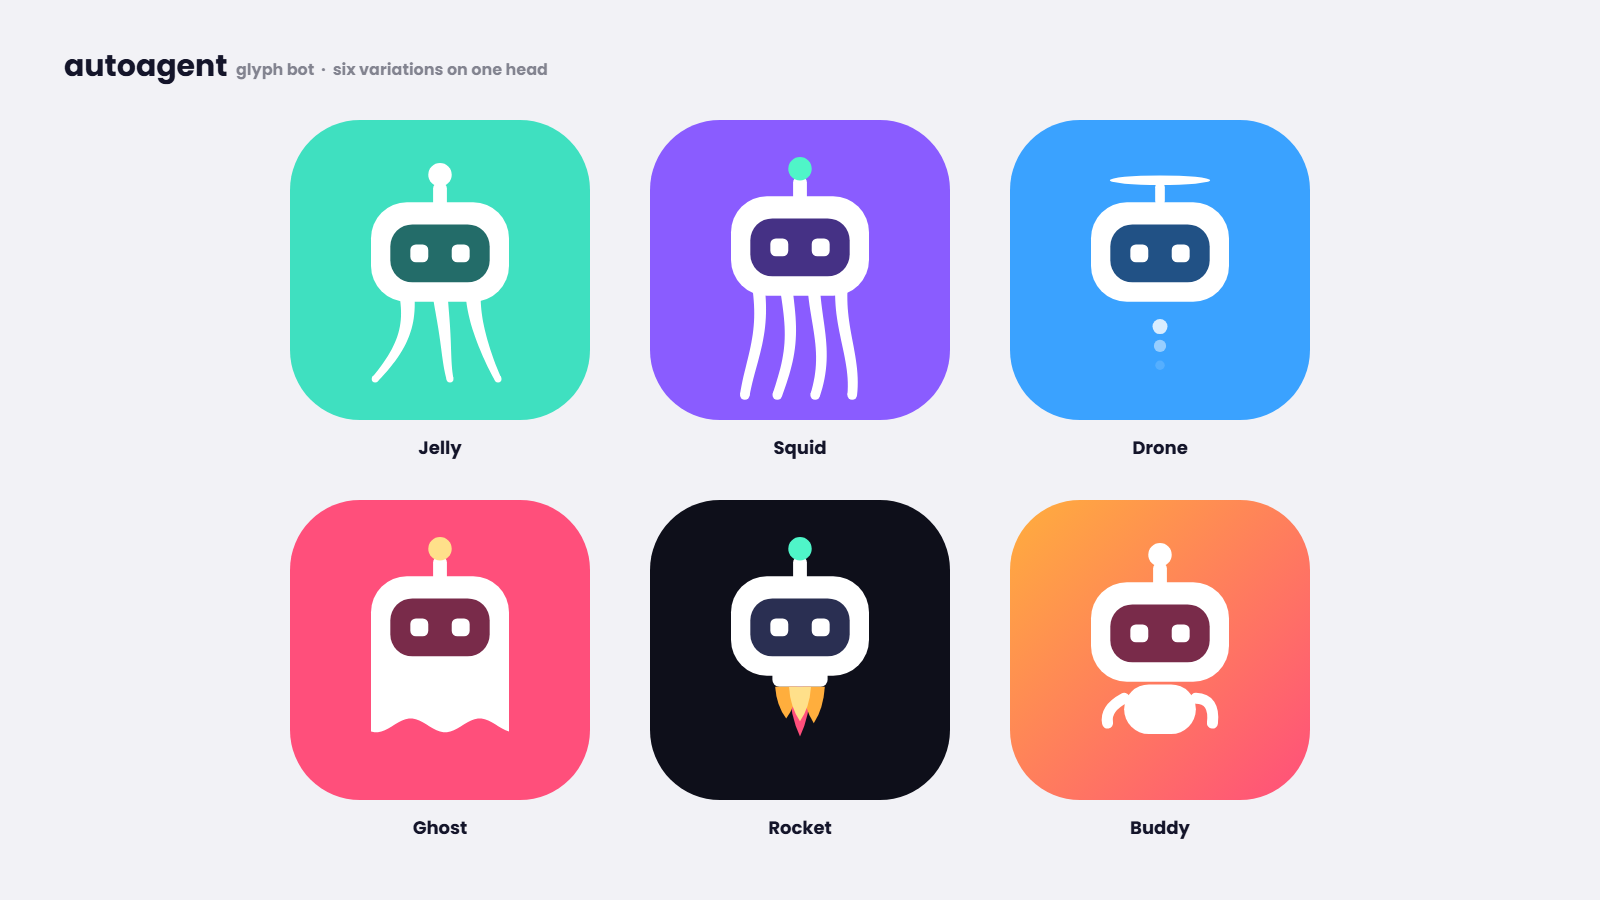 autoagent glyph bot · six variations on one head
Jelly Squid Drone
Ghost Rocket Buddy